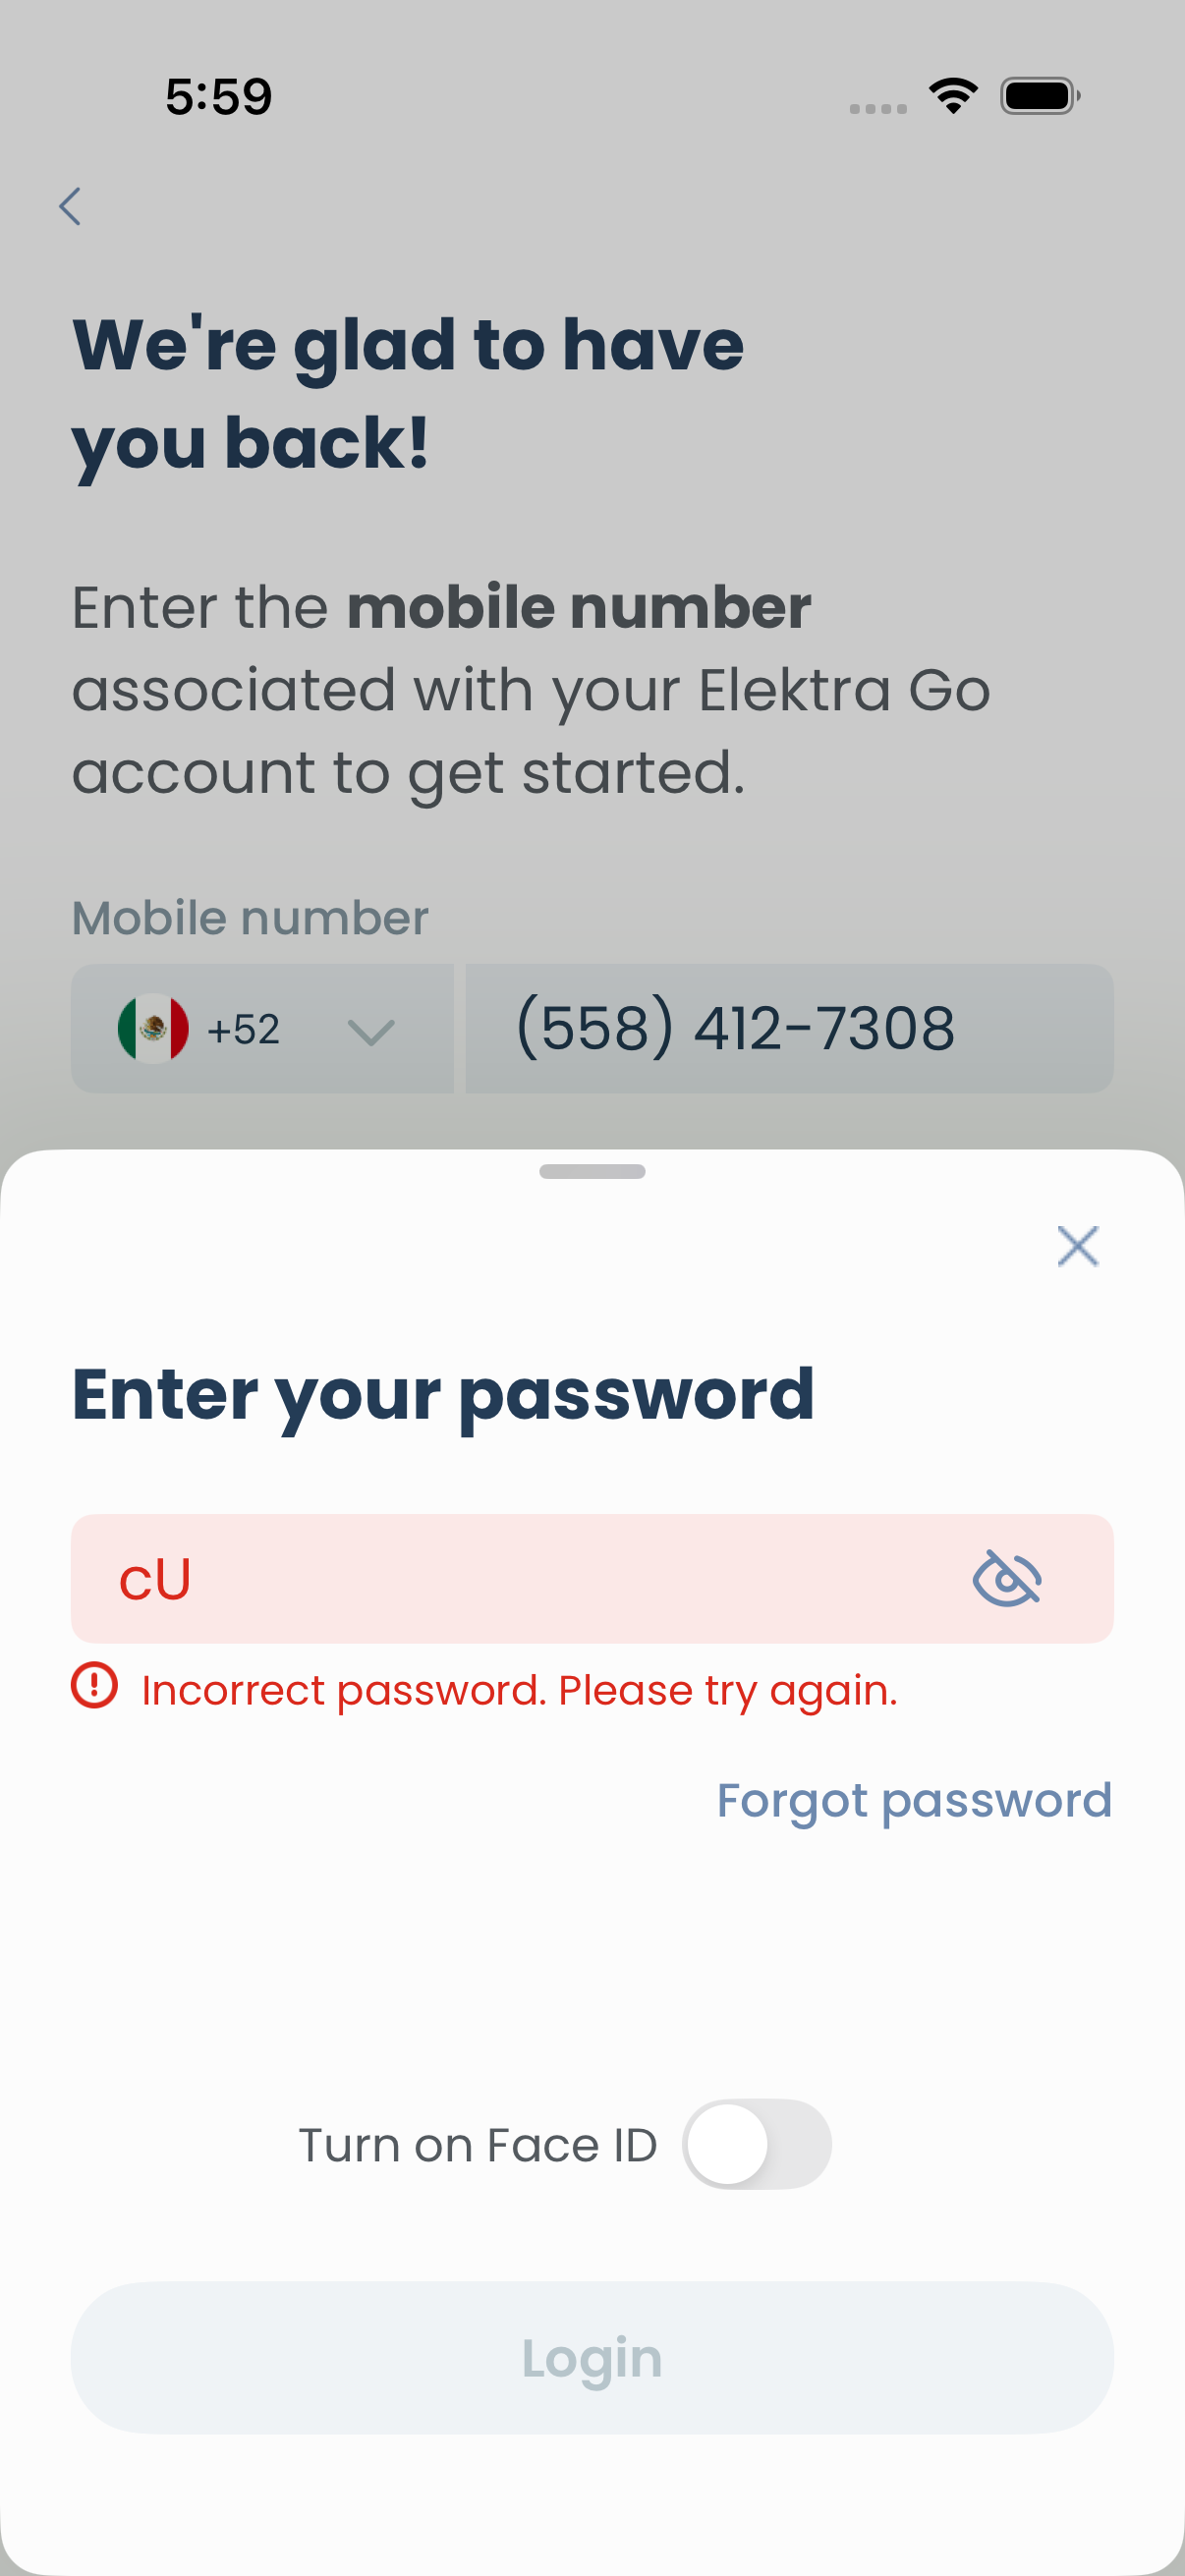 5:59
We're glad to have
you back!
Enter the mobile number
associated with your Elektra Go
account to get started.
Mobile number
+52 (558) 412-7308
Enter your password
cU
Incorrect password. Please try again.
Forgot password
Turn on Face ID
Login